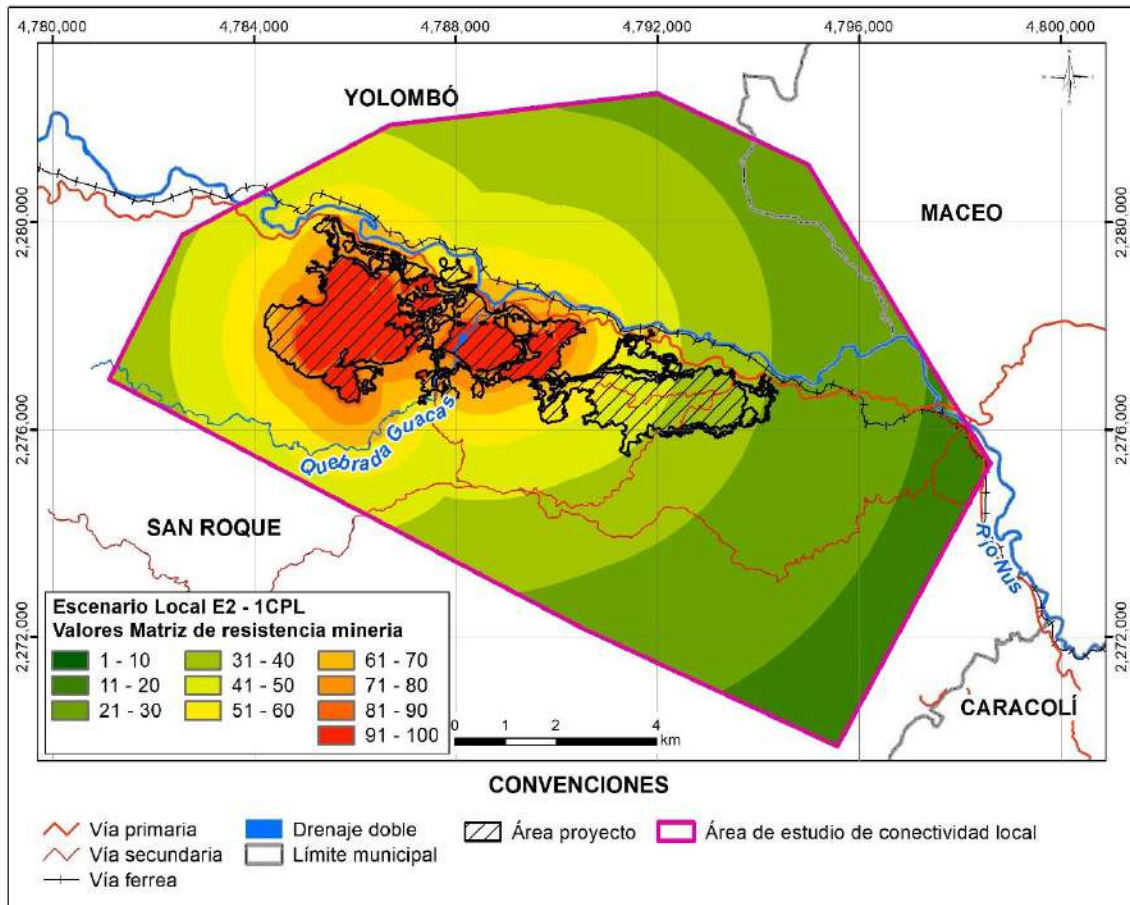 4,780,000
4,784,000
4,788,000
4,792,000
4,796,000
4,800,000
YOLOMBÓ
MACEO
2,280,000
2,280,000
2,276,000
2,276,000
Quebrada Guacas
SAN ROQUE
Río Nus
2,272,000
2,272,000
CARACOLÍ
Escenario Local E2 - 1CPL
Valores Matriz de resistencia mineria
1 - 10
11 - 20
21 - 30
31 - 40
41 - 50
51 - 60
61 - 70
71 - 80
81 - 90
91 - 100
0 1 2 4
km
CONVENCIONES
Vía primaria
Vía secundaria
Vía ferrea
Drenaje doble
Límite municipal
Área proyecto
Área de estudio de conectividad local